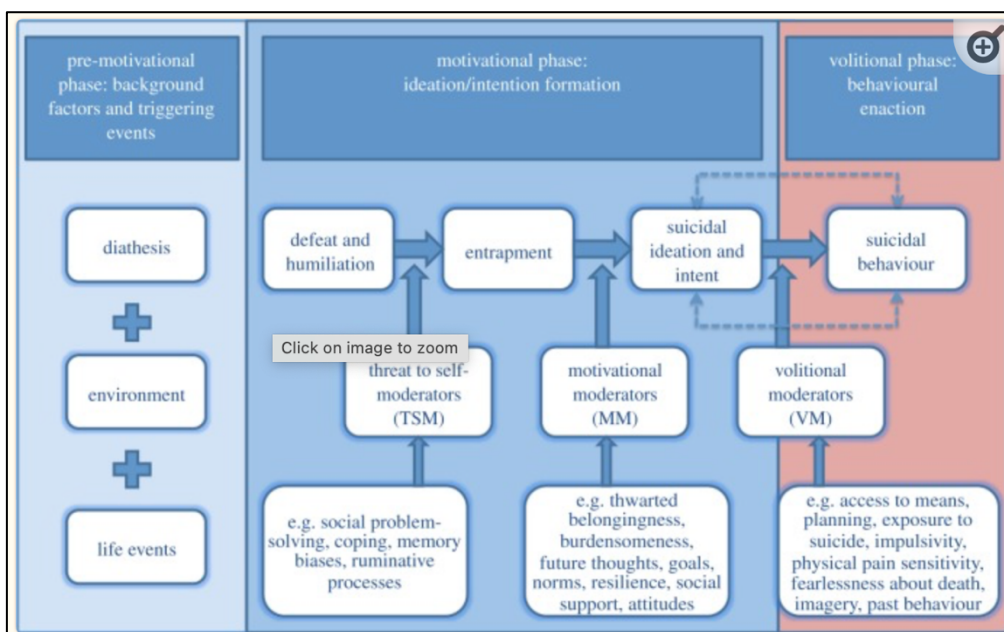 pre-motivational
phase: background
factors and triggering
events
motivational phase:
ideation/intention formation
volitional phase:
behavioural
enaction
diathesis
environment
life events
defeat and
humiliation
entrapment
suicidal
ideation and
intent
suicidal
behaviour
Click on image to zoom
threat to self-
moderators
(TSM)
motivational
moderators
(MM)
volitional
moderators
(VM)
e.g. social problem-
solving, coping, memory
biases, ruminative
processes
e.g. thwarted
belongingness,
burdensomeness,
future thoughts, goals,
norms, resilience, social
support, attitudes
e.g. access to means,
planning, exposure to
suicide, impulsivity,
physical pain sensitivity,
fearlessness about death,
imagery, past behaviour